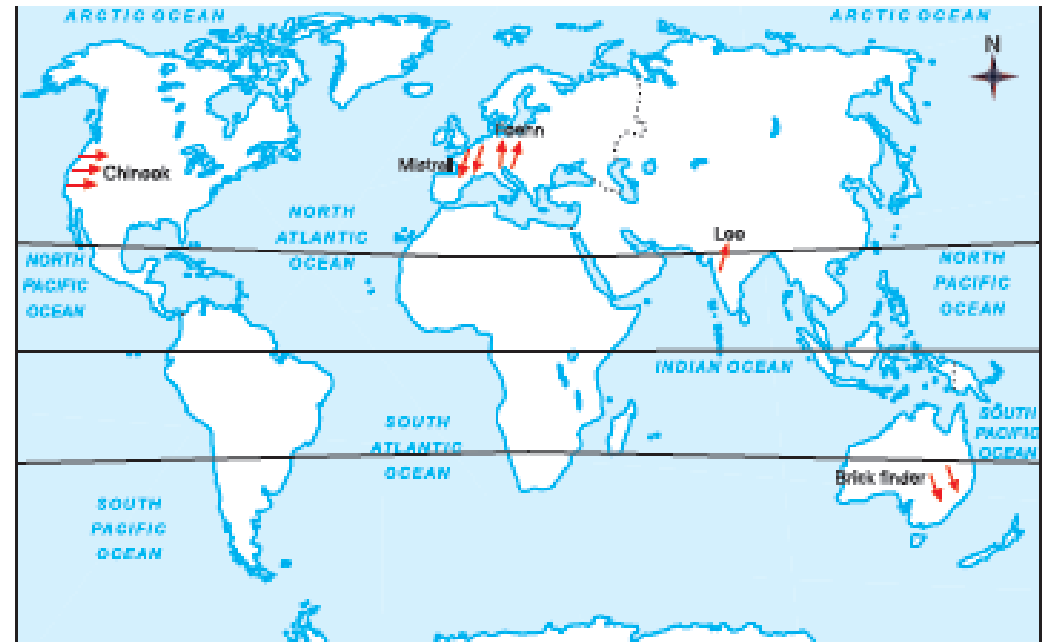 ARCTIC OCEAN
ARCTIC OCEAN
N
Foehn
Mistral
Chinook
NORTH
ATLANTIC
OCEAN
Loo
NORTH
PACIFIC
OCEAN
NORTH
PACIFIC
OCEAN
INDIAN OCEAN
SOUTH
ATLANTIC
OCEAN
SOUTH
PACIFIC
OCEAN
Brick finder
SOUTH
PACIFIC
OCEAN